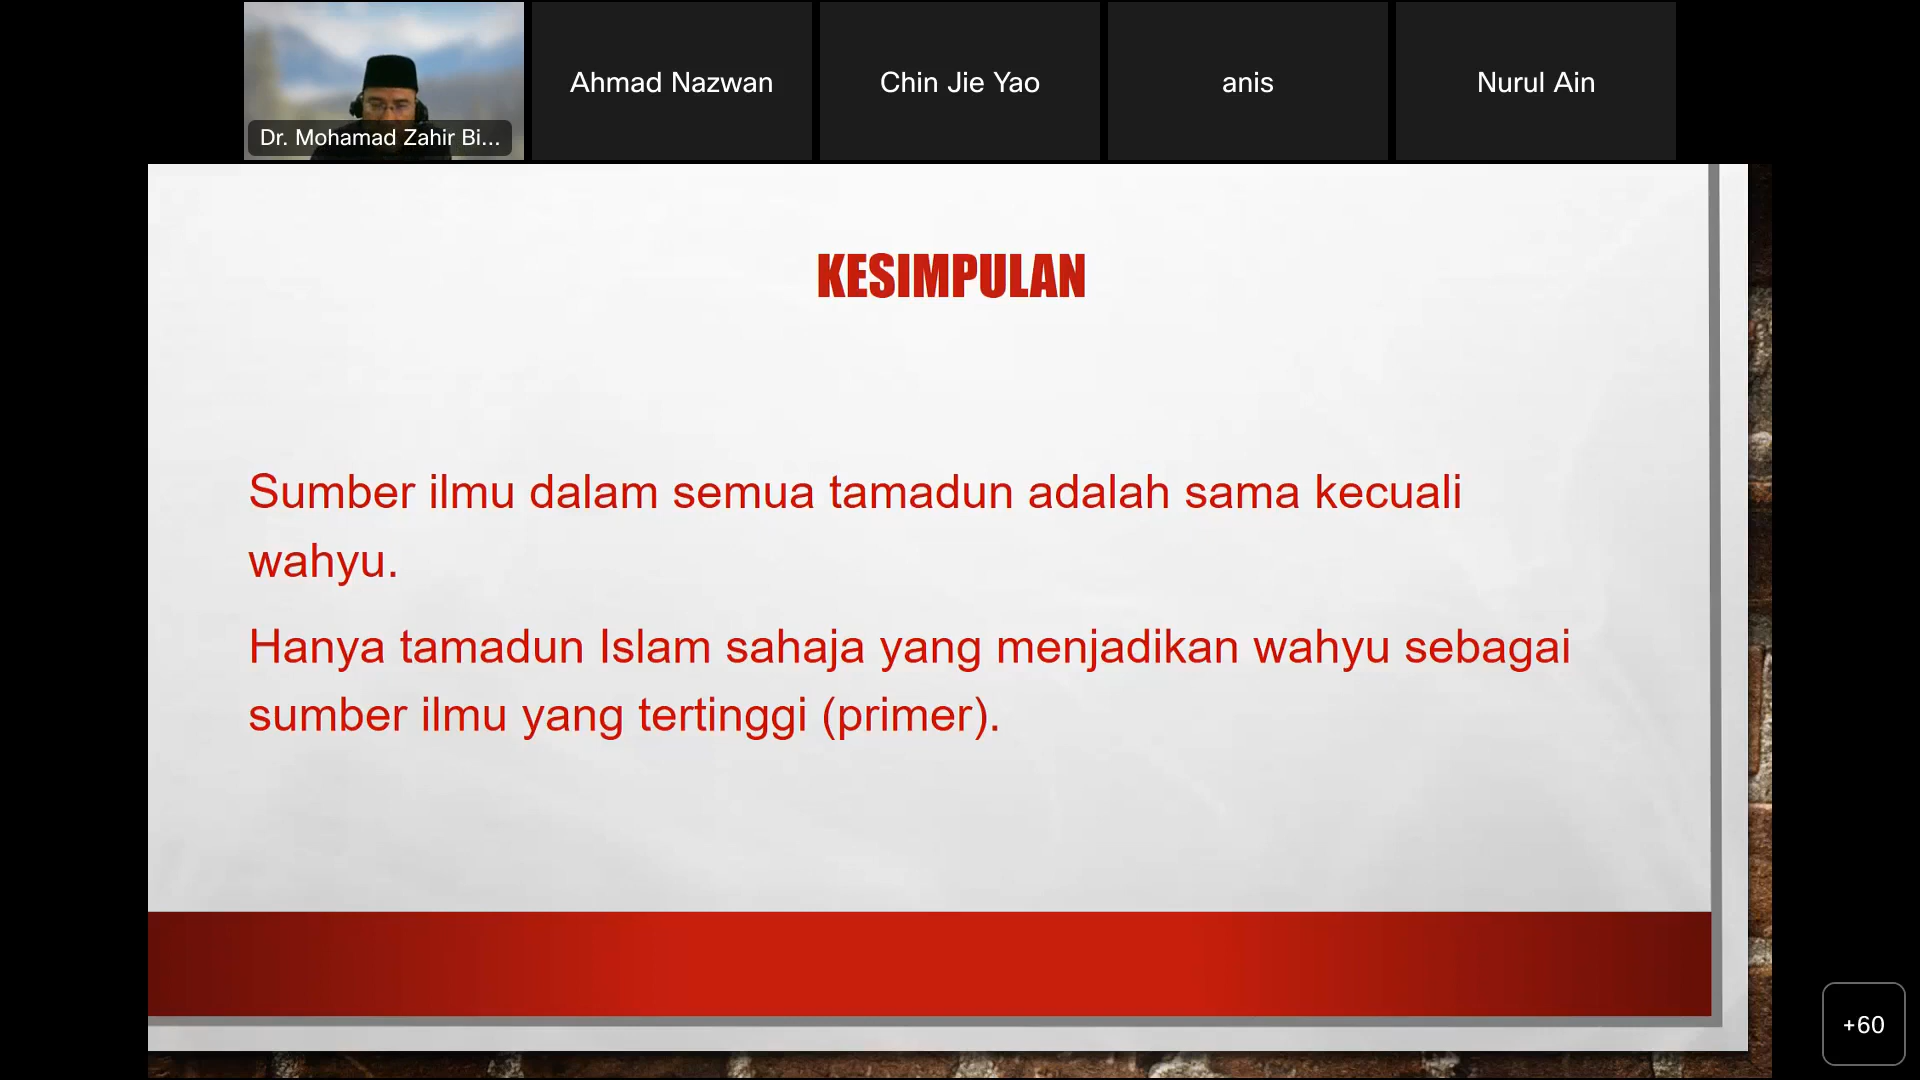 Dr. Mohamad Zahir Bi...
Ahmad Nazwan
Chin Jie Yao
anis
Nurul Ain
KESIMPULAN
Sumber ilmu dalam semua tamadun adalah sama kecuali
wahyu.
Hanya tamadun Islam sahaja yang menjadikan wahyu sebagai
sumber ilmu yang tertinggi (primer).
+60